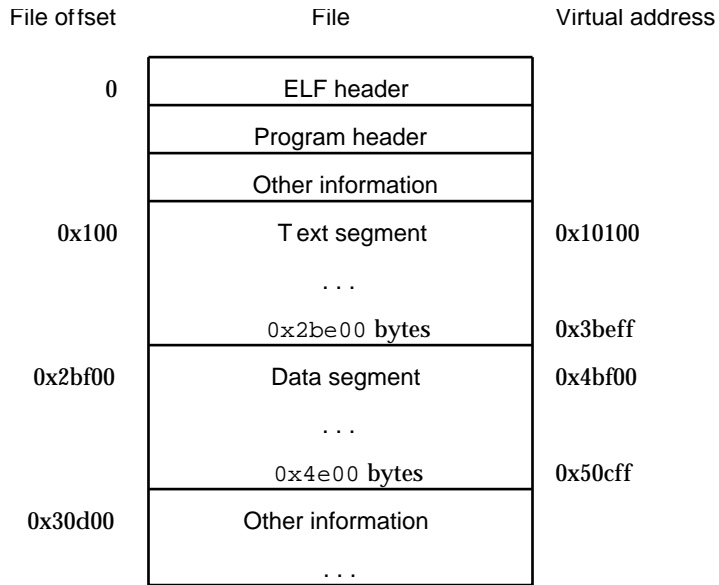 File offset File Virtual address
0 ELF header
Program header
Other information
0x100 Text segment 0x10100
. . .
0x2be00 bytes 0x3beff
0x2bf00 Data segment 0x4bf00
. . .
0x4e00 bytes 0x50cff
0x30d00 Other information
. . .